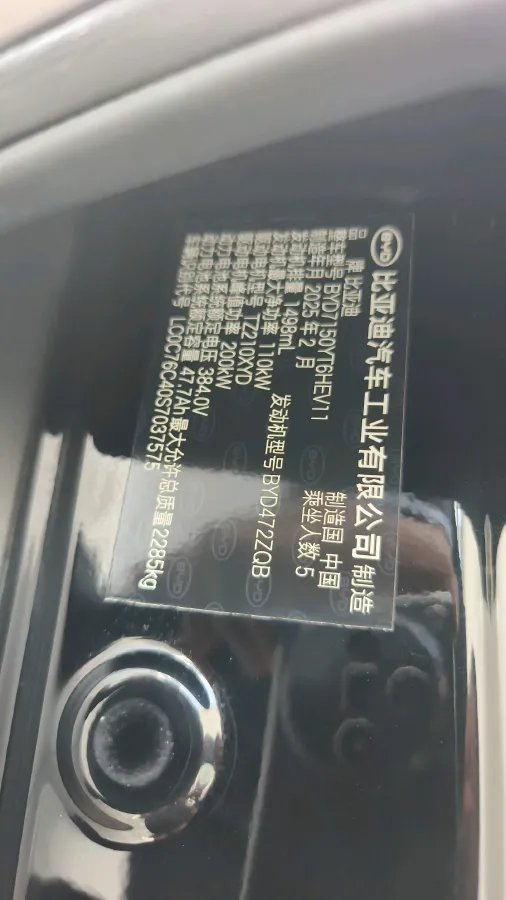 BYD 比亚迪汽车工业有限公司 制造
品 牌 比亚迪 制造国 中国
整车型号 BYD7150YT6HEV11 乘坐人数 5
制造年月 2025 年 2 月
发动机排量 1498mL 发动机型号 BYD472ZQB
发动机最大净功率 110KW
驱动电机型号 TZ210XYD
驱动电机峰值功率 200KW
动力电池系统额定电压 384.0V
动力电池系统额定容量 47.7Ah 最大允许总质量 2285kg
车辆识别代号 LC0C76C40S7037575